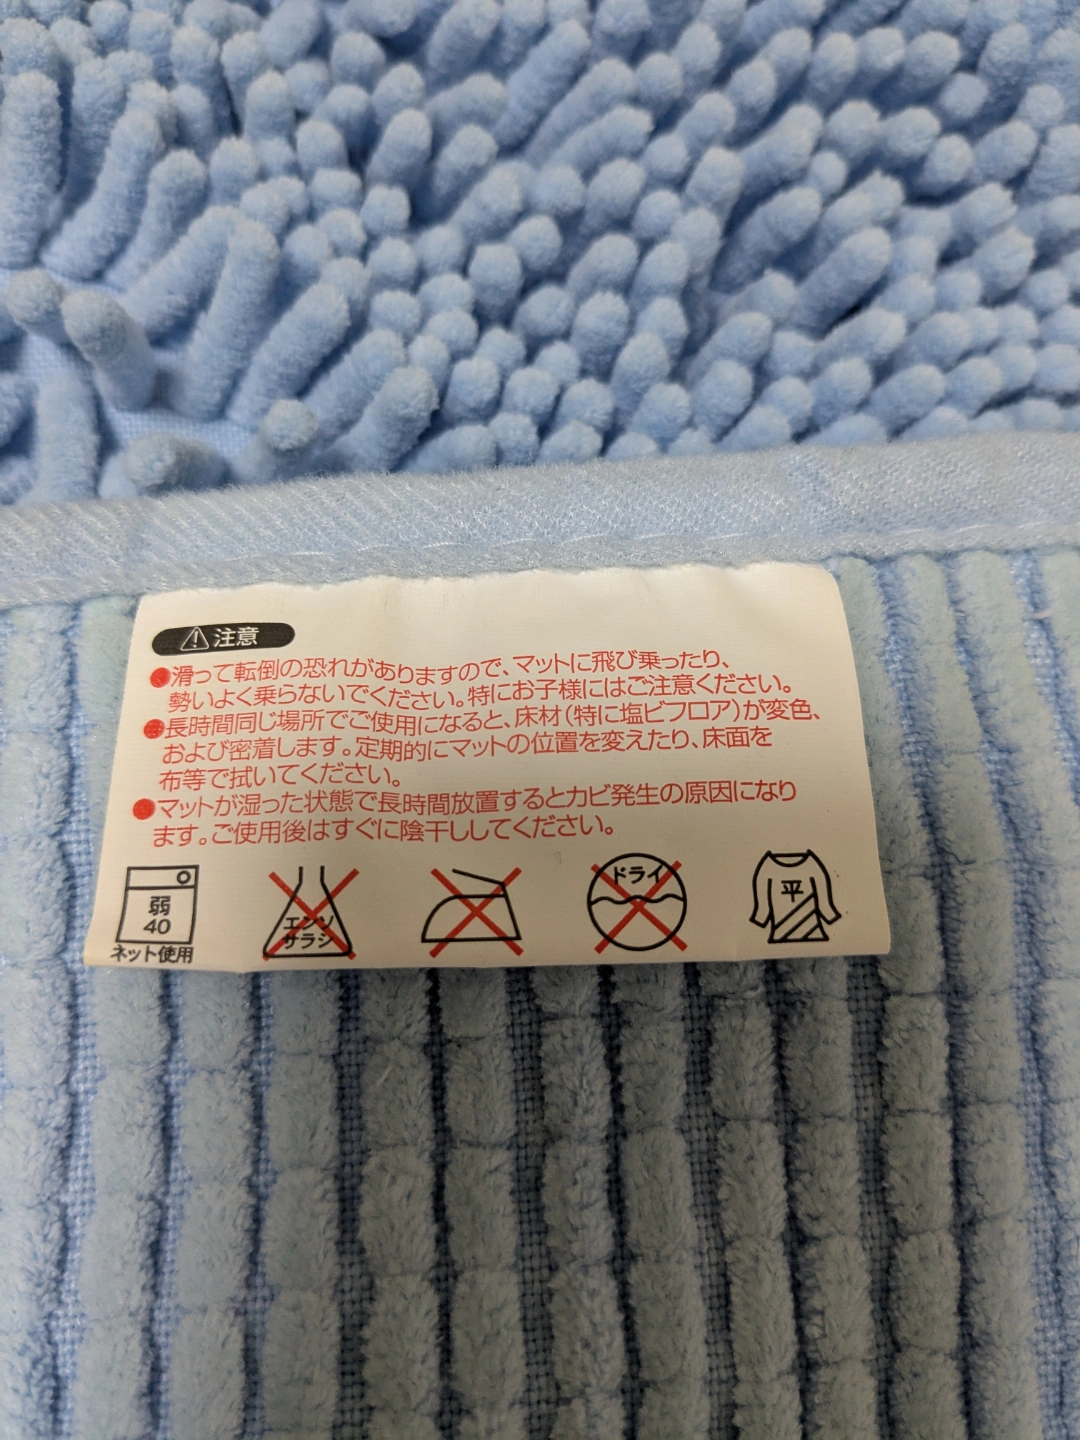 注意
●滑って転倒の恐れがありますので、マットに飛び乗ったり、
勢いよく乗らないでください。特にお子様にはご注意ください。
●長時間同じ場所でご使用になると、床材(特に塩ビフロア)が変色、
および密着します。定期的にマットの位置を変えたり、床面を
布等で拭いてください。
●マットが湿った状態で長時間放置するとカビ発生の原因になり
ます。ご使用後はすぐに陰干ししてください。
弱
40
ネット使用
エンソ
サラシ
ドライ
平